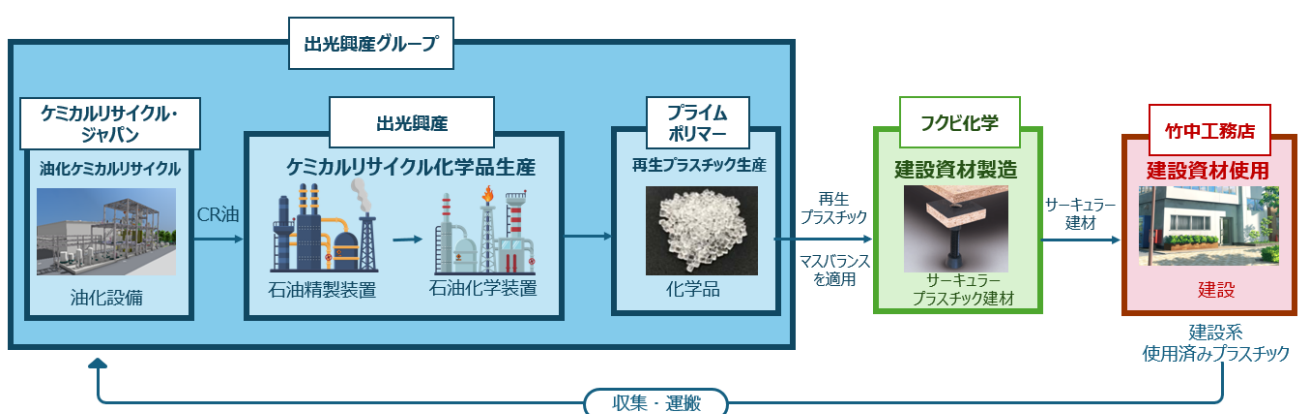 出光興産グループ
ケミカルリサイクル・
ジャパン
油化ケミカルリサイクル
油化設備
CR油
出光興産
ケミカルリサイクル化学品生産
石油精製装置
石油化学装置
プライム
ポリマー
再生プラスチック生産
化学品
再生
プラスチック
マスバランス
を適用
フクビ化学
建設資材製造
サーキュラー
プラスチック建材
サーキュラー
建材
竹中工務店
建設資材使用
建設
建設系
使用済みプラスチック
収集・運搬